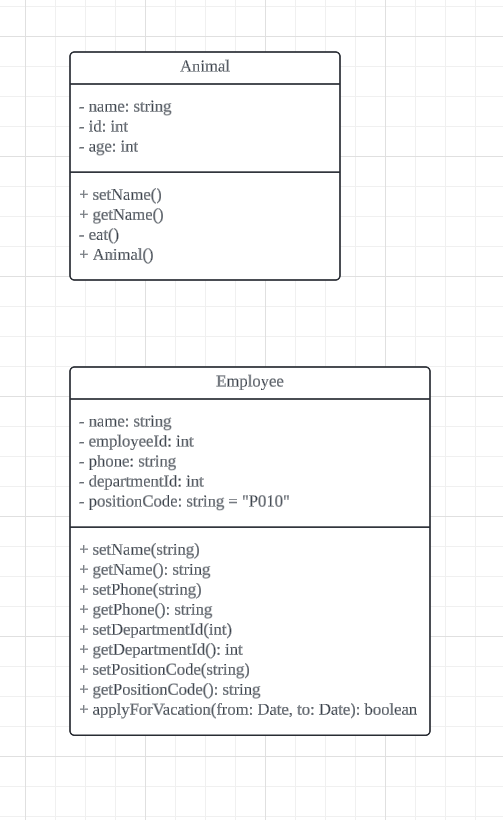 Animal
- name: string
- id: int
- age: int
+ setName()
+ getName()
- eat()
+ Animal()
Employee
- name: string
- employeeId: int
- phone: string
- departmentId: int
- positionCode: string = "P010"
+ setName(string)
+ getName(): string
+ setPhone(string)
+ getPhone(): string
+ setDepartmentId(int)
+ getDepartmentId(): int
+ setPositionCode(string)
+ getPositionCode(): string
+ applyForVacation(from: Date, to: Date): boolean